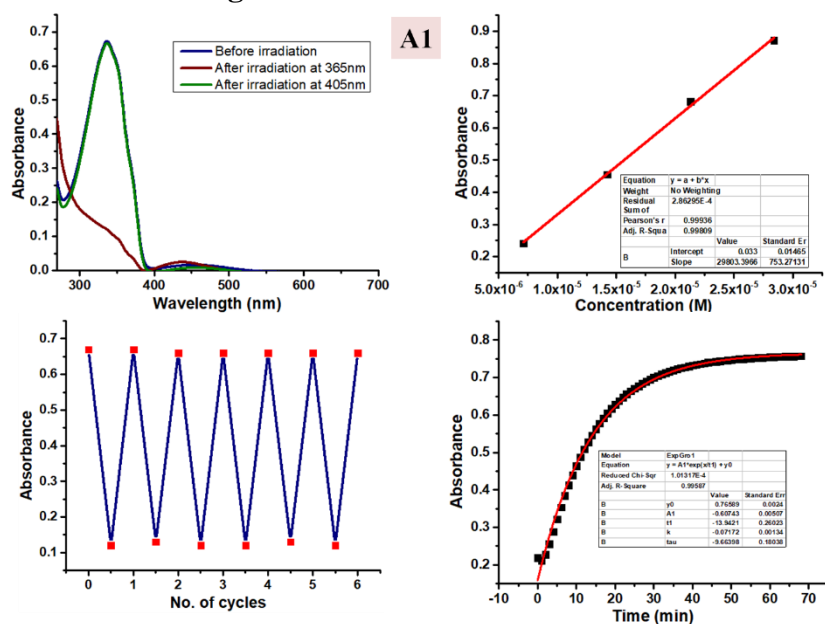 A1
Absorbance
0.7
0.6
0.5
0.4
0.3
0.2
0.1
0.0
300 400 500 600 700
Wavelength (nm)
Before irradiation
After irradiation at 365nm
After irradiation at 405nm
Absorbance
0.9
0.8
0.7
0.6
0.5
0.4
0.3
0.2
5.0x10⁻⁶ 1.0x10⁻⁵ 1.5x10⁻⁵ 2.0x10⁻⁵ 2.5x10⁻⁵ 3.0x10⁻⁵
Concentration (M)
Equation y = a + b*x
Weight No Weighting
Residual Sum of 2.86295E-4
Pearson's r 0.99936
Adj. R-Squa 0.99809
Value Standard Er
B Intercept 0.033 0.01465
B Slope 29803.3966 753.27131
Absorbance
0.7
0.6
0.5
0.4
0.3
0.2
0.1
0 1 2 3 4 5 6
No. of cycles
Absorbance
0.8
0.7
0.6
0.5
0.4
0.3
0.2
-10 0 10 20 30 40 50 60 70
Time (min)
Model ExpGro1
Equation y = A1*exp(x/t1) + y0
Reduced Chi-Sqr 1.01317E-4
Adj. R-Square 0.99587
Value Standard Err
B y0 0.76589 0.0024
B A1 -0.60743 0.00507
B t1 -13.9421 0.26023
B k -0.07172 0.00134
B tau -9.66398 0.18038